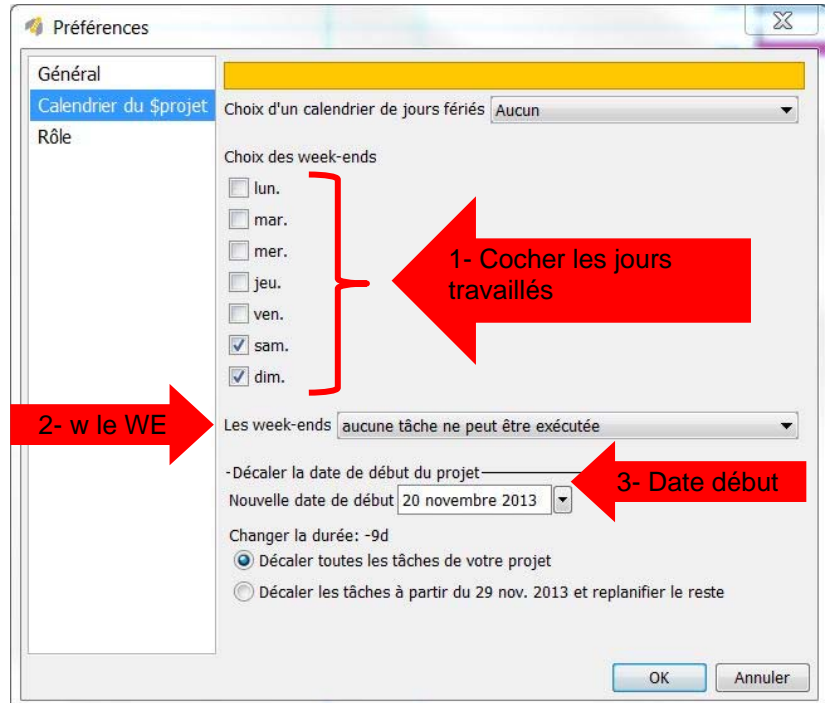 Préférences
Général
Calendrier du $projet
Rôle
Choix d'un calendrier de jours fériés Aucun
Choix des week-ends
lun.
mar.
mer.
jeu.
ven.
sam.
dim.
1- Cocher les jours
travaillés
2- w le WE
Les week-ends aucune tâche ne peut être exécutée
Décaler la date de début du projet
Nouvelle date de début 20 novembre 2013
3- Date début
Changer la durée: -9d
Décaler toutes les tâches de votre projet
Décaler les tâches à partir du 29 nov. 2013 et replanifier le reste
OK Annuler